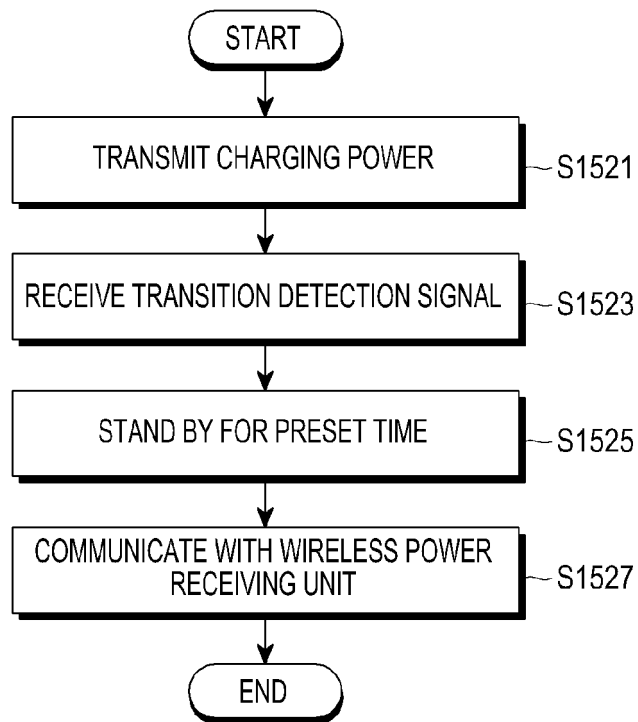 START
TRANSMIT CHARGING POWER
S1521
RECEIVE TRANSITION DETECTION SIGNAL
S1523
STAND BY FOR PRESET TIME
S1525
COMMUNICATE WITH WIRELESS POWER
RECEIVING UNIT
S1527
END